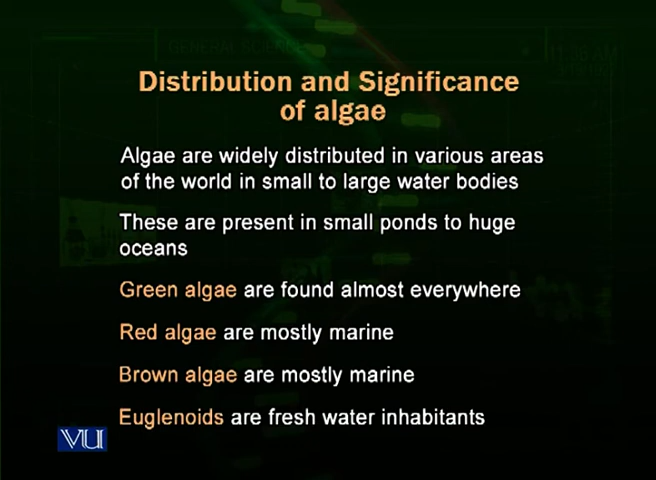 Distribution and Significance
of algae
Algae are widely distributed in various areas
of the world in small to large water bodies
These are present in small ponds to huge
oceans
Green algae are found almost everywhere
Red algae are mostly marine
Brown algae are mostly marine
Euglenoids are fresh water inhabitants
VU